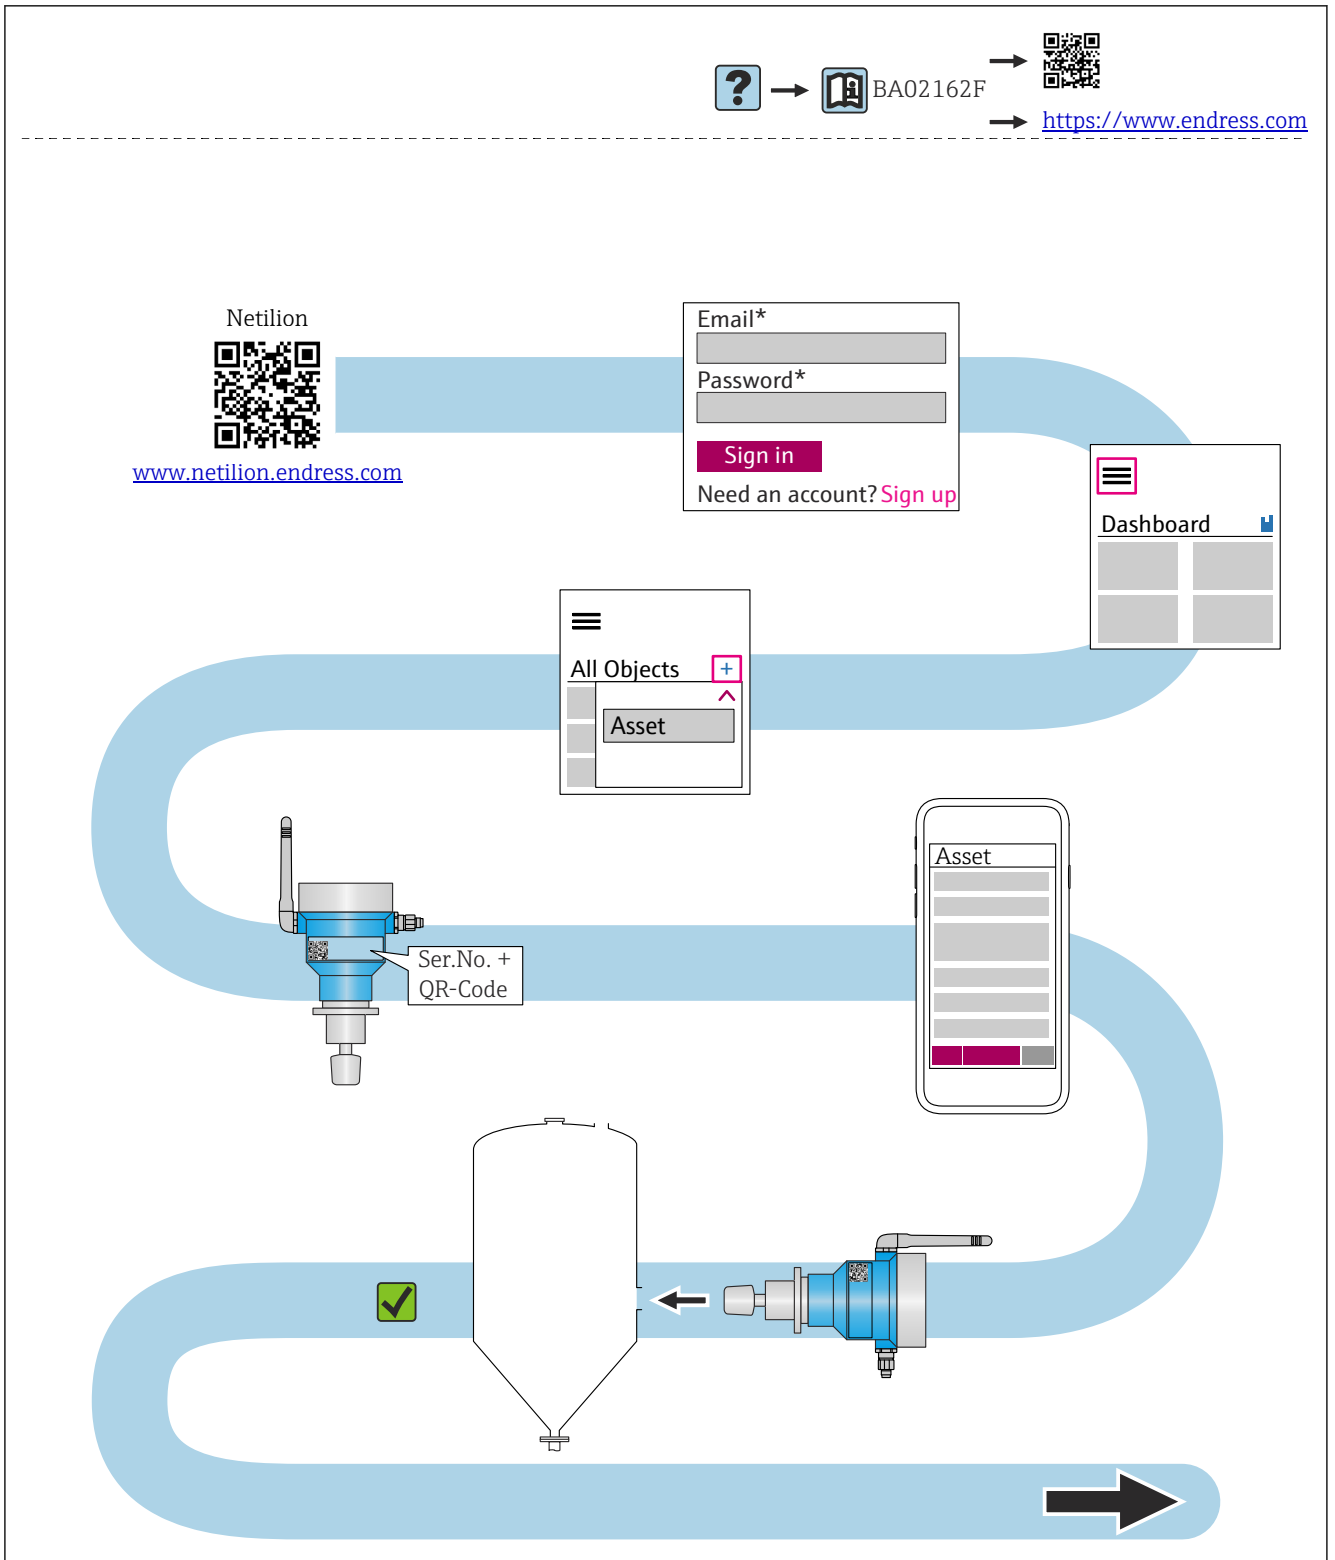 ?
BA02162F
https://www.endress.com
Netilion
www.netilion.endress.com
Email*
Password*
Sign in
Need an account? Sign up
Dashboard
All Objects +
Asset
Ser.No. +
QR-Code
Asset